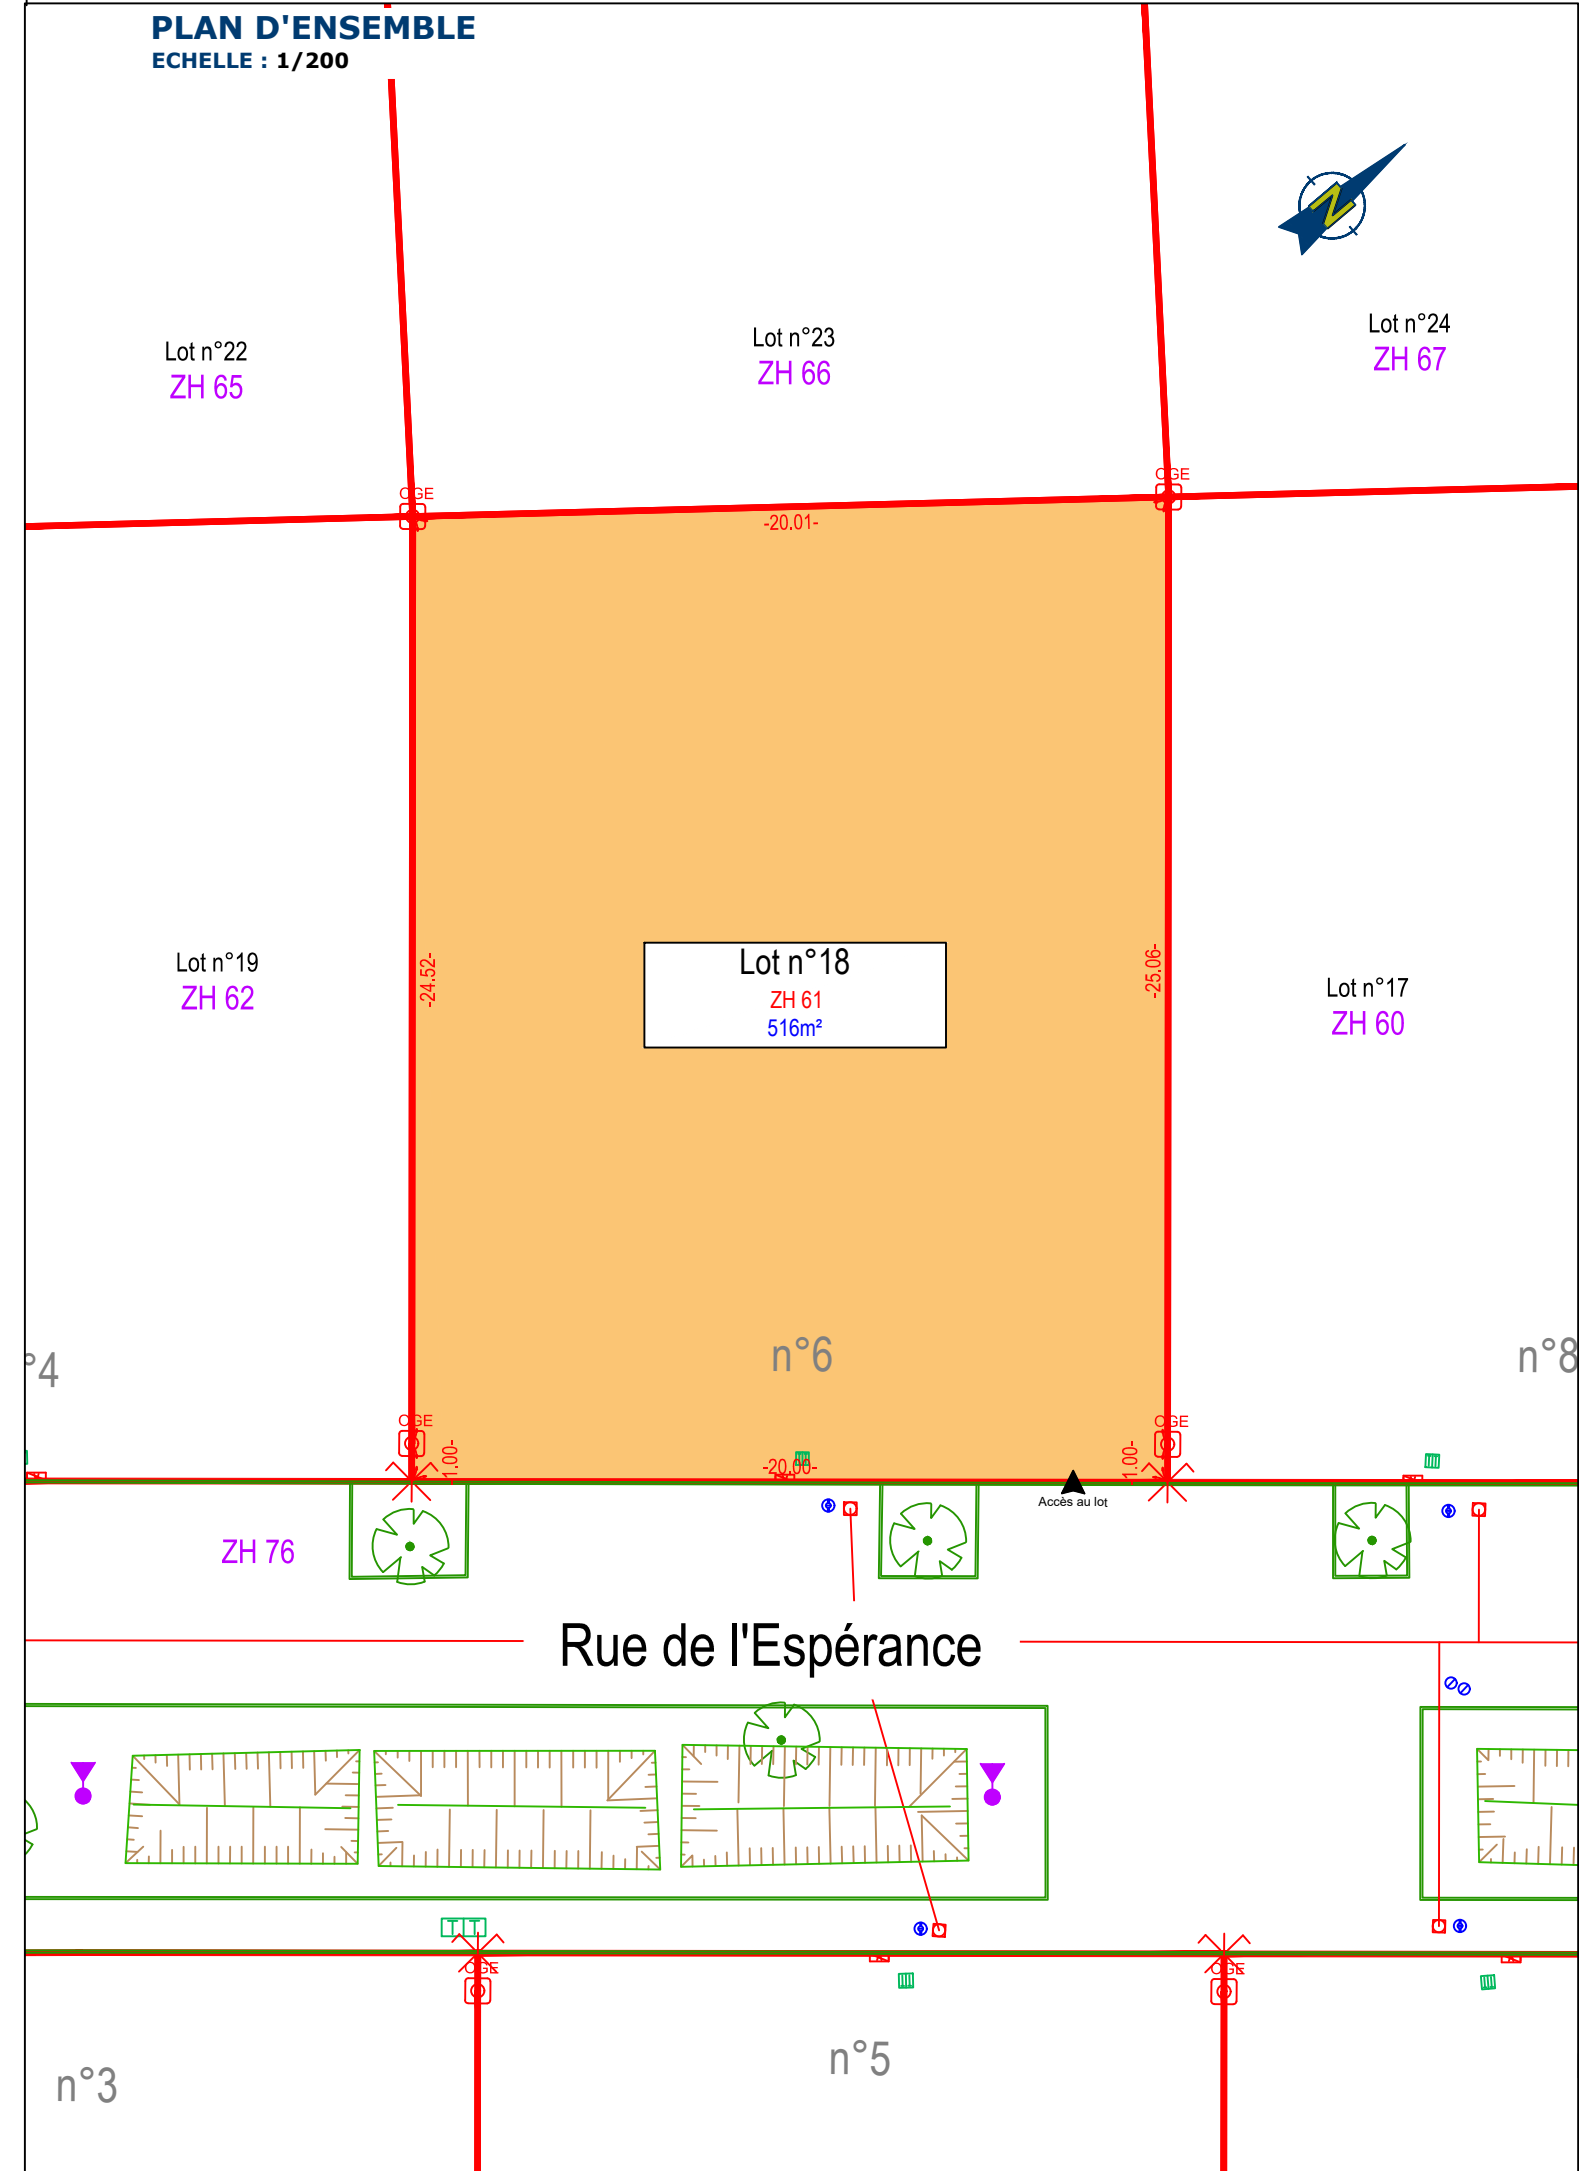 PLAN D'ENSEMBLE
ECHELLE : 1/200
N
Lot n°22
ZH 65
Lot n°23
ZH 66
Lot n°24
ZH 67
OGE
OGE
-20.01-
Lot n°19
ZH 62
-24.52-
Lot n°18
ZH 61
516m²
-25.06-
Lot n°17
ZH 60
°4
n°6
n°8
OGE
OGE
-1.00-
-20.00-
-1.00-
Accès au lot
ZH 76
Rue de l'Espérance
T T
OGE
OGE
n°3
n°5